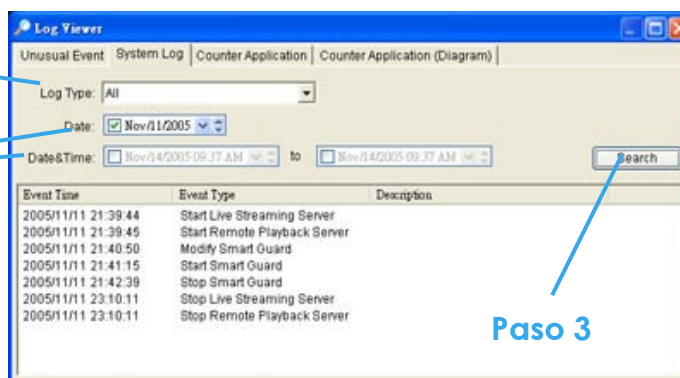 Log Viewer
Unusual Event System Log Counter Application Counter Application (Diagram)
Log Type: All
Date: Nov/11/2005
Date&Time: Nov/14/2005 09:37 AM to Nov/14/2005 09:37 AM Search
Event Time Event Type Description
2005/11/11 21:39:44 Start Live Streaming Server
2005/11/11 21:39:45 Start Remote Playback Server
2005/11/11 21:40:50 Modify Smart Guard
2005/11/11 21:41:15 Start Smart Guard
2005/11/11 21:42:39 Stop Smart Guard
2005/11/11 23:10:11 Stop Live Streaming Server
2005/11/11 23:10:11 Stop Remote Playback Server
Paso 3